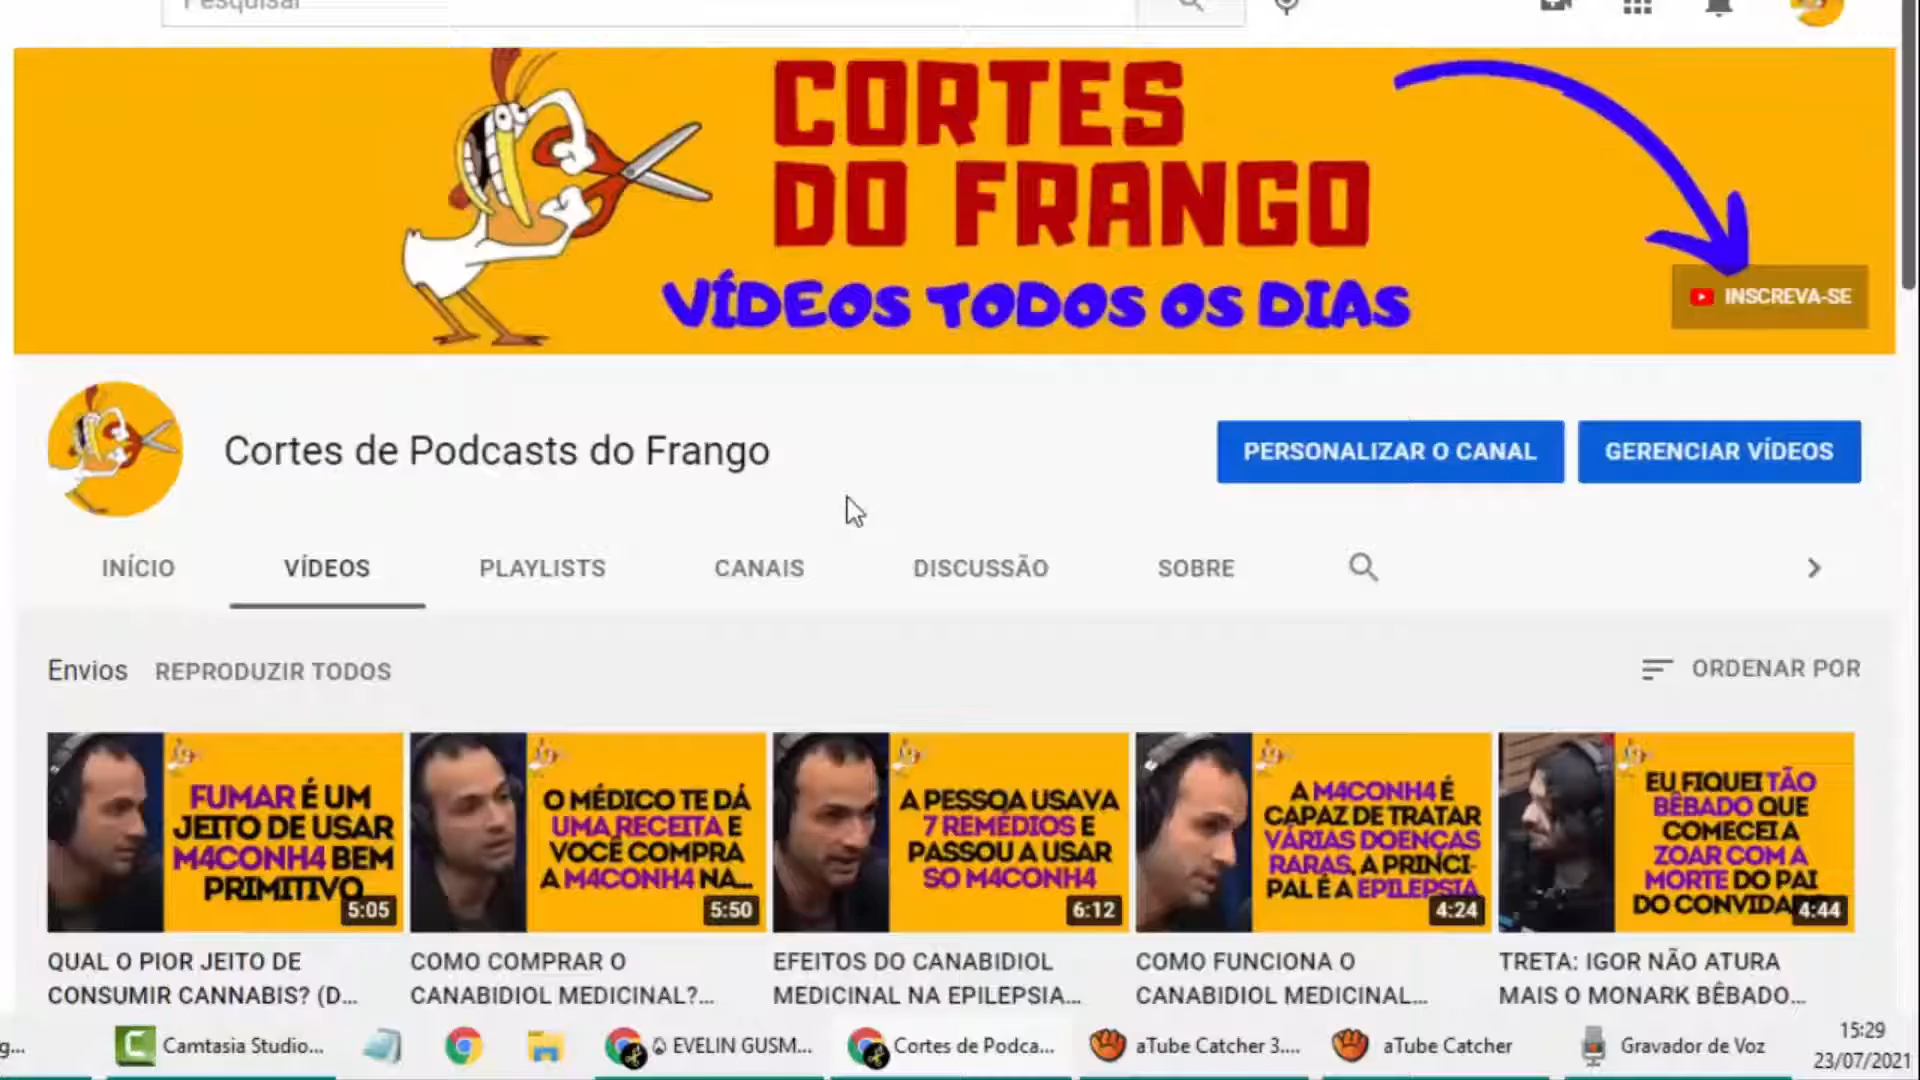 Pesquisar
CORTES
DO FRANGO
VÍDEOS TODOS OS DIAS
INSCREVA-SE
Cortes de Podcasts do Frango
PERSONALIZAR O CANAL
GERENCIAR VÍDEOS
INÍCIO
VÍDEOS
PLAYLISTS
CANAIS
DISCUSSÃO
SOBRE
Envios
REPRODUZIR TODOS
ORDENAR POR
FUMAR É UM
JEITO DE USAR
M4CONH4 BEM
PRIMITIVO
5:05
O MÉDICO TE DÁ
UMA RECEITA E
VOCÊ COMPRA
A M4CONH4 NA...
5:50
A PESSOA USAVA
7 REMÉDIOS E
PASSOU A USAR
SO M4CONH4
6:12
A M4CONH4 É
CAPAZ DE TRATAR
VÁRIAS DOENÇAS
RARAS, A PRINCI-
PAL É A EPILEPSIA
4:24
EU FIQUEI TÃO
BÊBADO QUE
COMECEI A
ZOAR COM A
MORTE DO PAI
DO CONVIDA
4:44
QUAL O PIOR JEITO DE
CONSUMIR CANNABIS? (D...
COMO COMPRAR O
CANABIDIOL MEDICINAL?...
EFEITOS DO CANABIDIOL
MEDICINAL NA EPILEPSIA...
COMO FUNCIONA O
CANABIDIOL MEDICINAL...
TRETA: IGOR NÃO ATURA
MAIS O MONARK BÊBADO...
g...
Camtasia Studio...
EVELIN GUSM...
Cortes de Podca...
aTube Catcher 3....
aTube Catcher
Gravador de Voz
15:29
23/07/2021